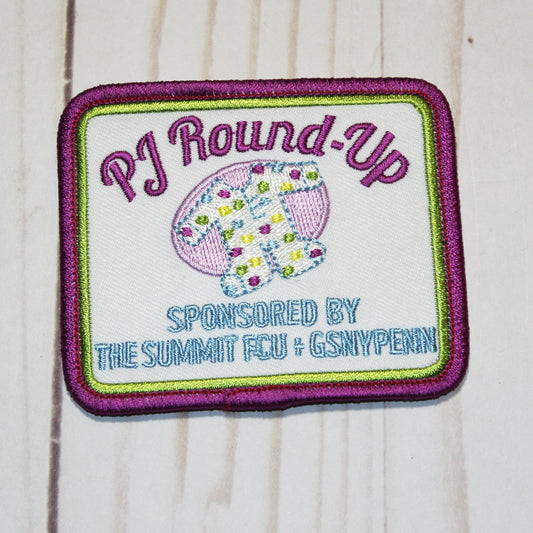 PJ Round-Up
SPONSORED BY
THE SUMMIT FCU + GSNYPENN